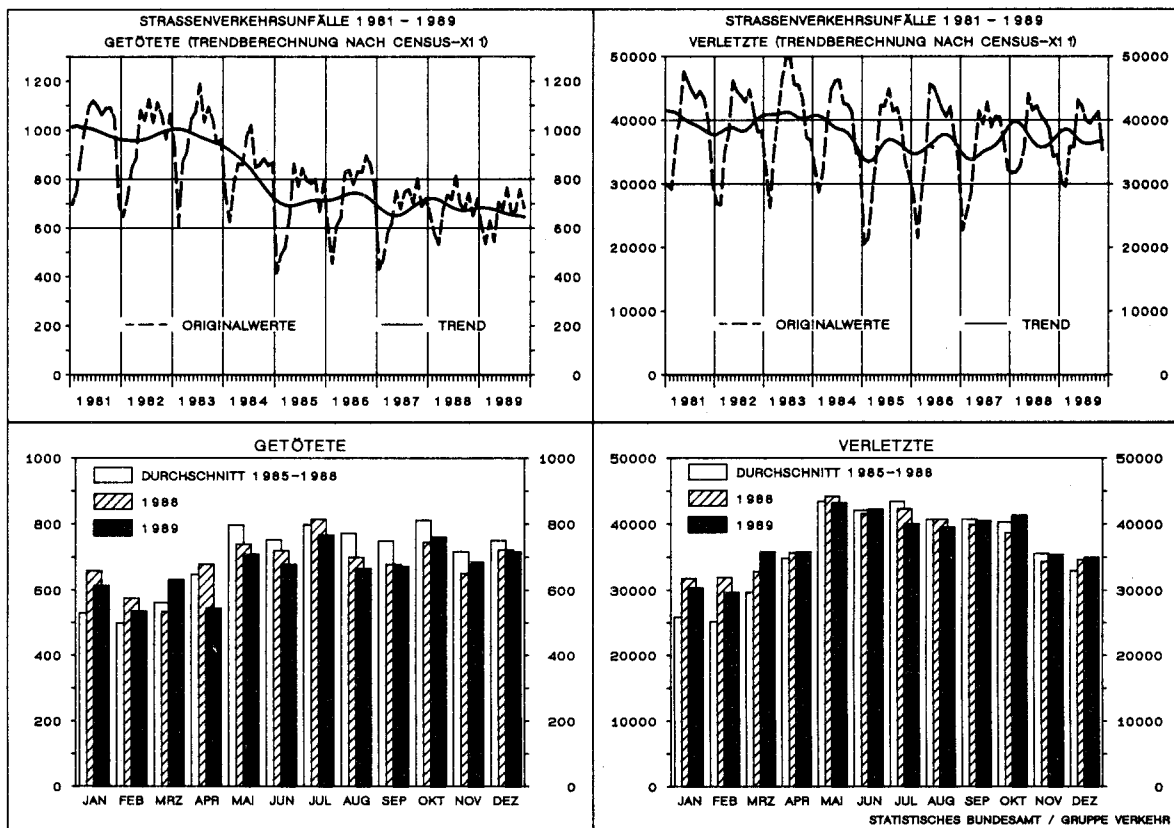 STRASSENVERKEHRSUNFÄLLE 1981 - 1989
GETÖTETE (TRENDBERECHNUNG NACH CENSUS-X11)
1200 1200
1000 1000
800 800
600 600
400 400
200 200
0 0
ORIGINALWERTE TREND
1981 1982 1983 1984 1985 1986 1987 1988 1989
STRASSENVERKEHRSUNFÄLLE 1981 - 1989
VERLETZTE (TRENDBERECHNUNG NACH CENSUS-X11)
50000 50000
40000 40000
30000 30000
20000 20000
10000 10000
0 0
ORIGINALWERTE TREND
1981 1982 1983 1984 1985 1986 1987 1988 1989
GETÖTETE
1000 1000
800 800
600 600
400 400
200 200
0 0
DURCHSCHNITT 1985-1988
1988
1989
JAN FEB MRZ APR MAI JUN JUL AUG SEP OKT NOV DEZ
VERLETZTE
50000 50000
40000 40000
30000 30000
20000 20000
10000 10000
0 0
DURCHSCHNITT 1985-1988
1988
1989
JAN FEB MRZ APR MAI JUN JUL AUG SEP OKT NOV DEZ
STATISTISCHES BUNDESAMT / GRUPPE VERKEHR